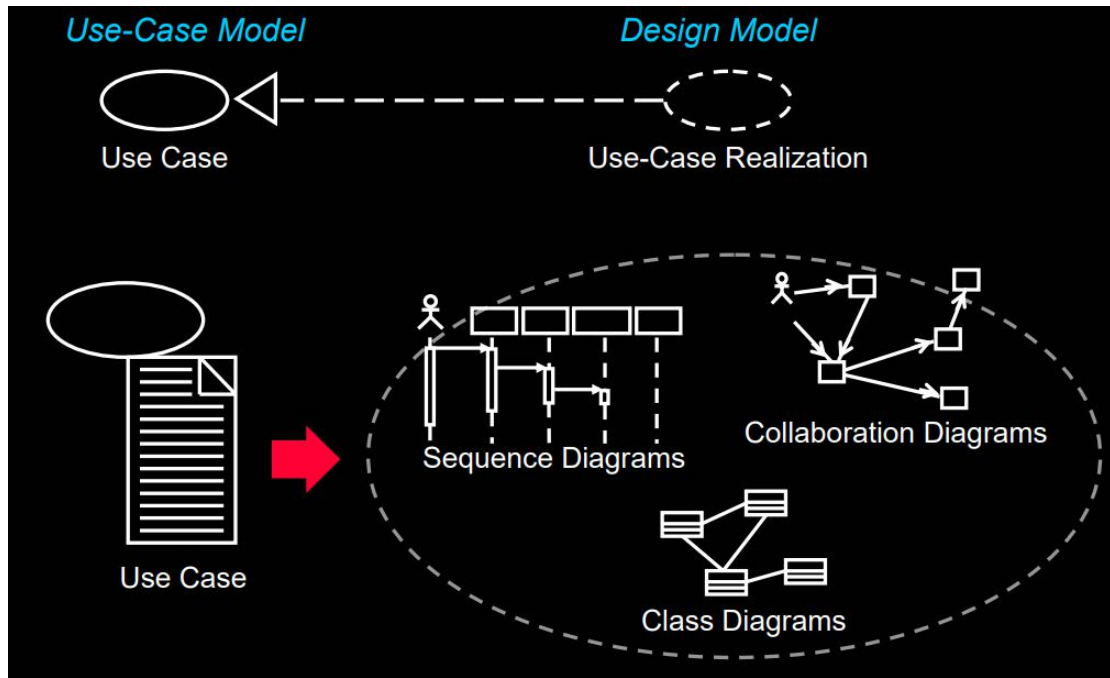 Use-Case Model
Design Model
Use Case
Use-Case Realization
Sequence Diagrams
Collaboration Diagrams
Use Case
Class Diagrams